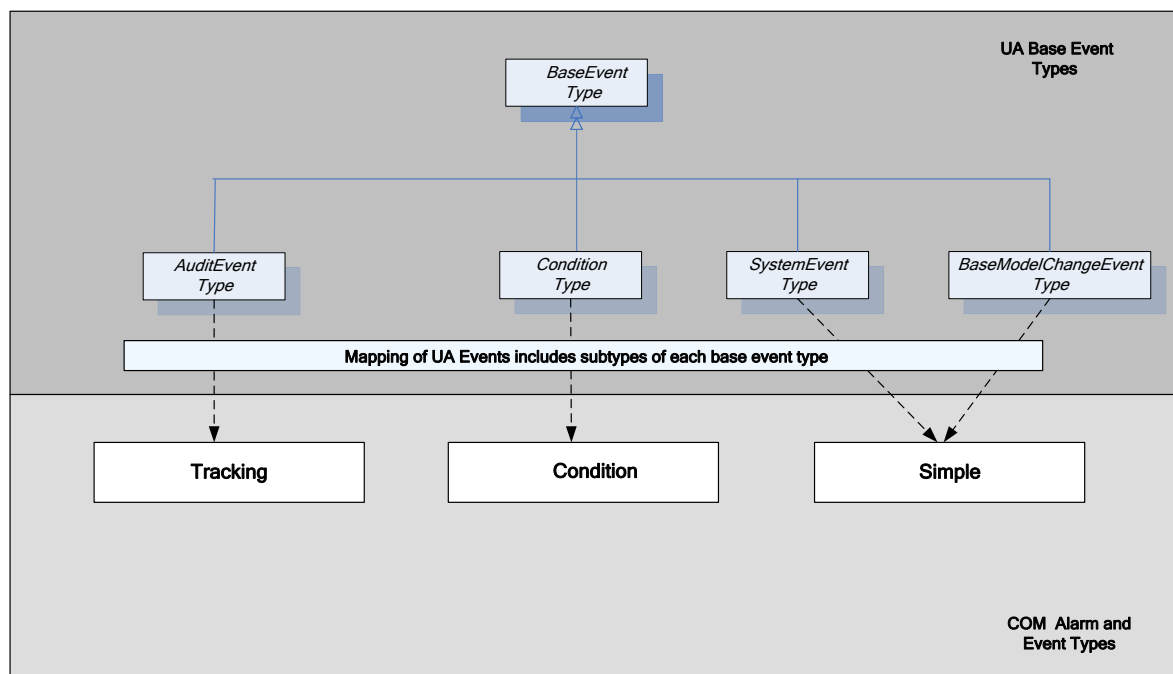 UA Base Event
Types
BaseEvent
Type
AuditEvent
Type
Condition
Type
SystemEvent
Type
BaseModelChangeEvent
Type
Mapping of UA Events includes subtypes of each base event type
Tracking
Condition
Simple
COM Alarm and
Event Types